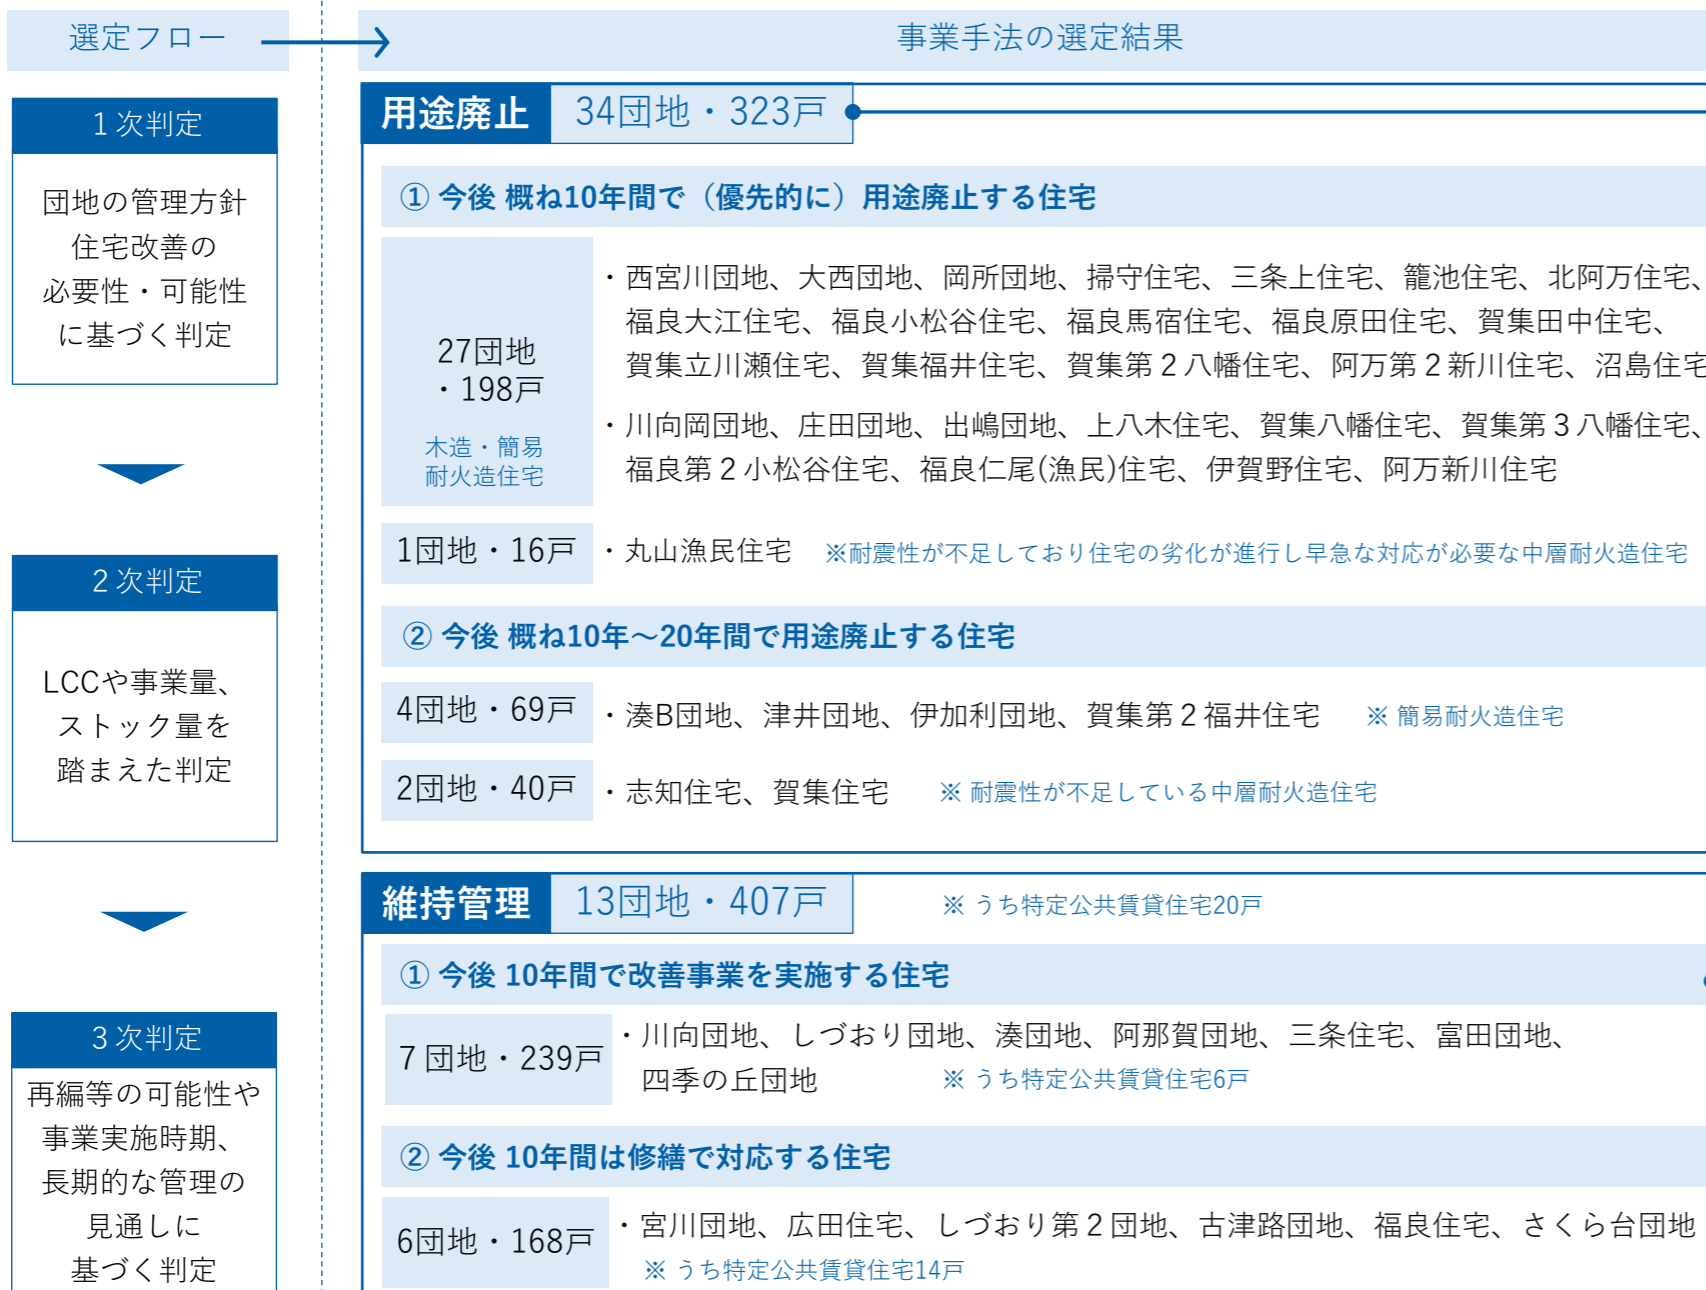 選定フロー
事業手法の選定結果
１次判定
団地の管理方針
住宅改善の
必要性・可能性
に基づく判定
２次判定
LCCや事業量、
ストック量を
踏まえた判定
３次判定
再編等の可能性や
事業実施時期、
長期的な管理の
見通しに
基づく判定
用途廃止 34団地・323戸
① 今後 概ね10年間で（優先的に）用途廃止する住宅
27団地
・198戸
木造・簡易
耐火造住宅
・西宮川団地、大西団地、岡所団地、掃守住宅、三条上住宅、籠池住宅、北阿万住宅、
福良大江住宅、福良小松谷住宅、福良馬宿住宅、福良原田住宅、賀集田中住宅、
賀集立川瀬住宅、賀集福井住宅、賀集第２八幡住宅、阿万第２新川住宅、沼島住宅
・川向岡団地、庄田団地、出嶋団地、上八木住宅、賀集八幡住宅、賀集第３八幡住宅、
福良第２小松谷住宅、福良仁尾(漁民)住宅、伊賀野住宅、阿万新川住宅
1団地・16戸 ・丸山漁民住宅 ※耐震性が不足しており住宅の劣化が進行し早急な対応が必要な中層耐火造住宅
② 今後 概ね10年～20年間で用途廃止する住宅
4団地・69戸 ・湊B団地、津井団地、伊加利団地、賀集第２福井住宅 ※ 簡易耐火造住宅
2団地・40戸 ・志知住宅、賀集住宅 ※ 耐震性が不足している中層耐火造住宅
維持管理 13団地・407戸 ※ うち特定公共賃貸住宅20戸
① 今後 10年間で改善事業を実施する住宅
７団地・239戸
・川向団地、しづおり団地、湊団地、阿那賀団地、三条住宅、富田団地、
四季の丘団地 ※ うち特定公共賃貸住宅6戸
② 今後 10年間は修繕で対応する住宅
6団地・168戸
・宮川団地、広田住宅、しづおり第２団地、古津路団地、福良住宅、さくら台団地
※ うち特定公共賃貸住宅14戸